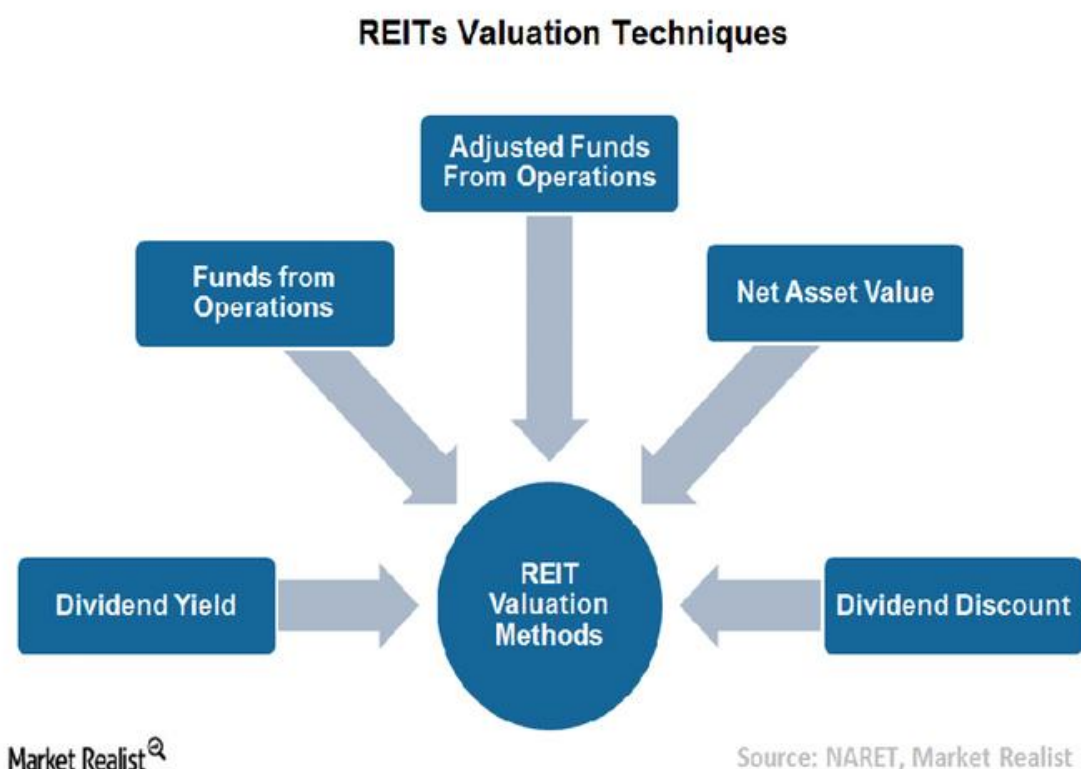 REITs Valuation Techniques
Adjusted Funds
From Operations
Funds from
Operations
Net Asset Value
Dividend Yield
REIT
Valuation
Methods
Dividend Discount
Market Realist
Source: NARET, Market Realist